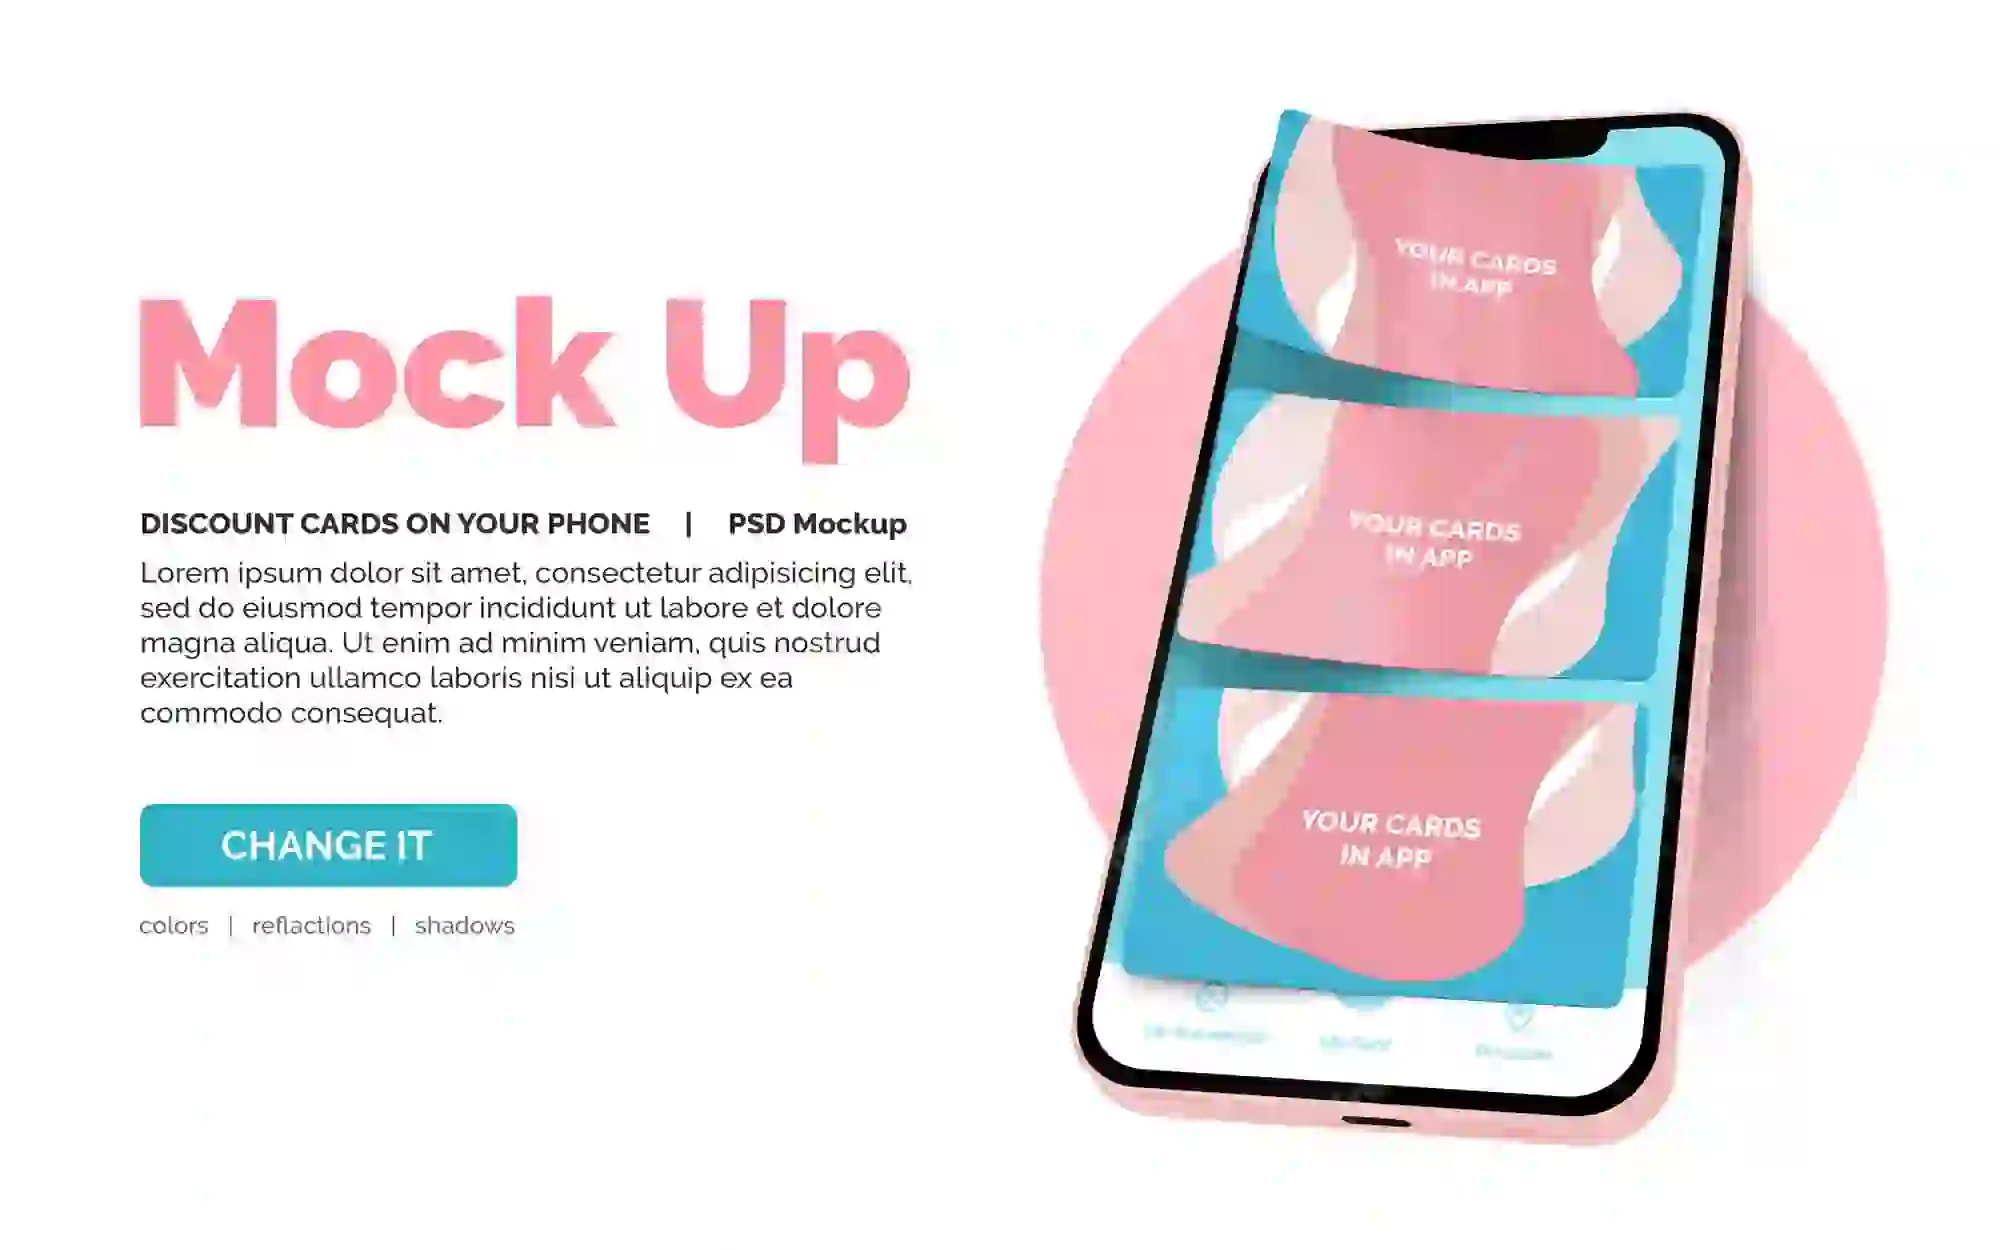 Mock Up
DISCOUNT CARDS ON YOUR PHONE | PSD Mockup
Lorem ipsum dolor sit amet, consectetur adipisicing elit,
sed do eiusmod tempor incididunt ut labore et dolore
magna aliqua. Ut enim ad minim veniam, quis nostrud
exercitation ullamco laboris nisi ut aliquip ex ea
commodo consequat.
CHANGE IT
colors | reflactions | shadows
YOUR CARDS
IN APP
YOUR CARDS
IN APP
YOUR CARDS
IN APP